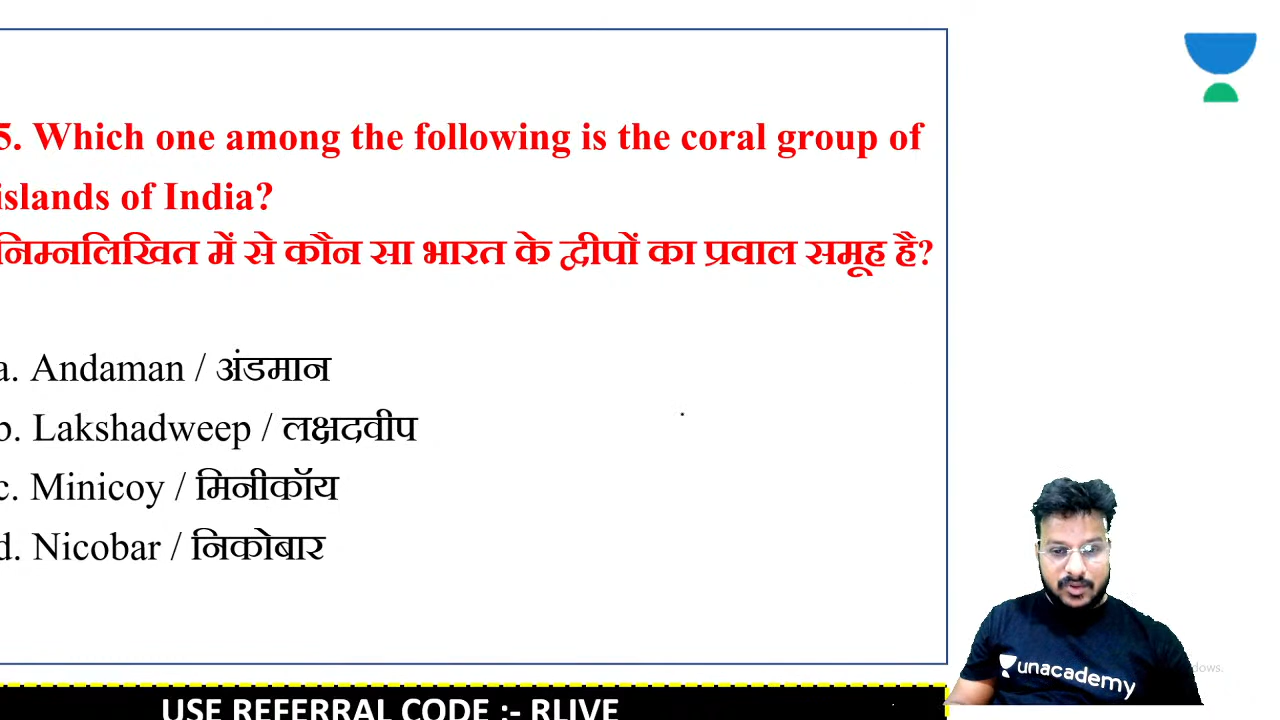 5. Which one among the following is the coral group of
islands of India?
निम्नलिखित में से कौन सा भारत के द्वीपों का प्रवाल समूह है?
a. Andaman / अंडमान
b. Lakshadweep / लक्षदवीप
c. Minicoy / मिनीकॉय
d. Nicobar / निकोबार
unacademy
dows.
USE REFERRAL CODE :- RLIVE